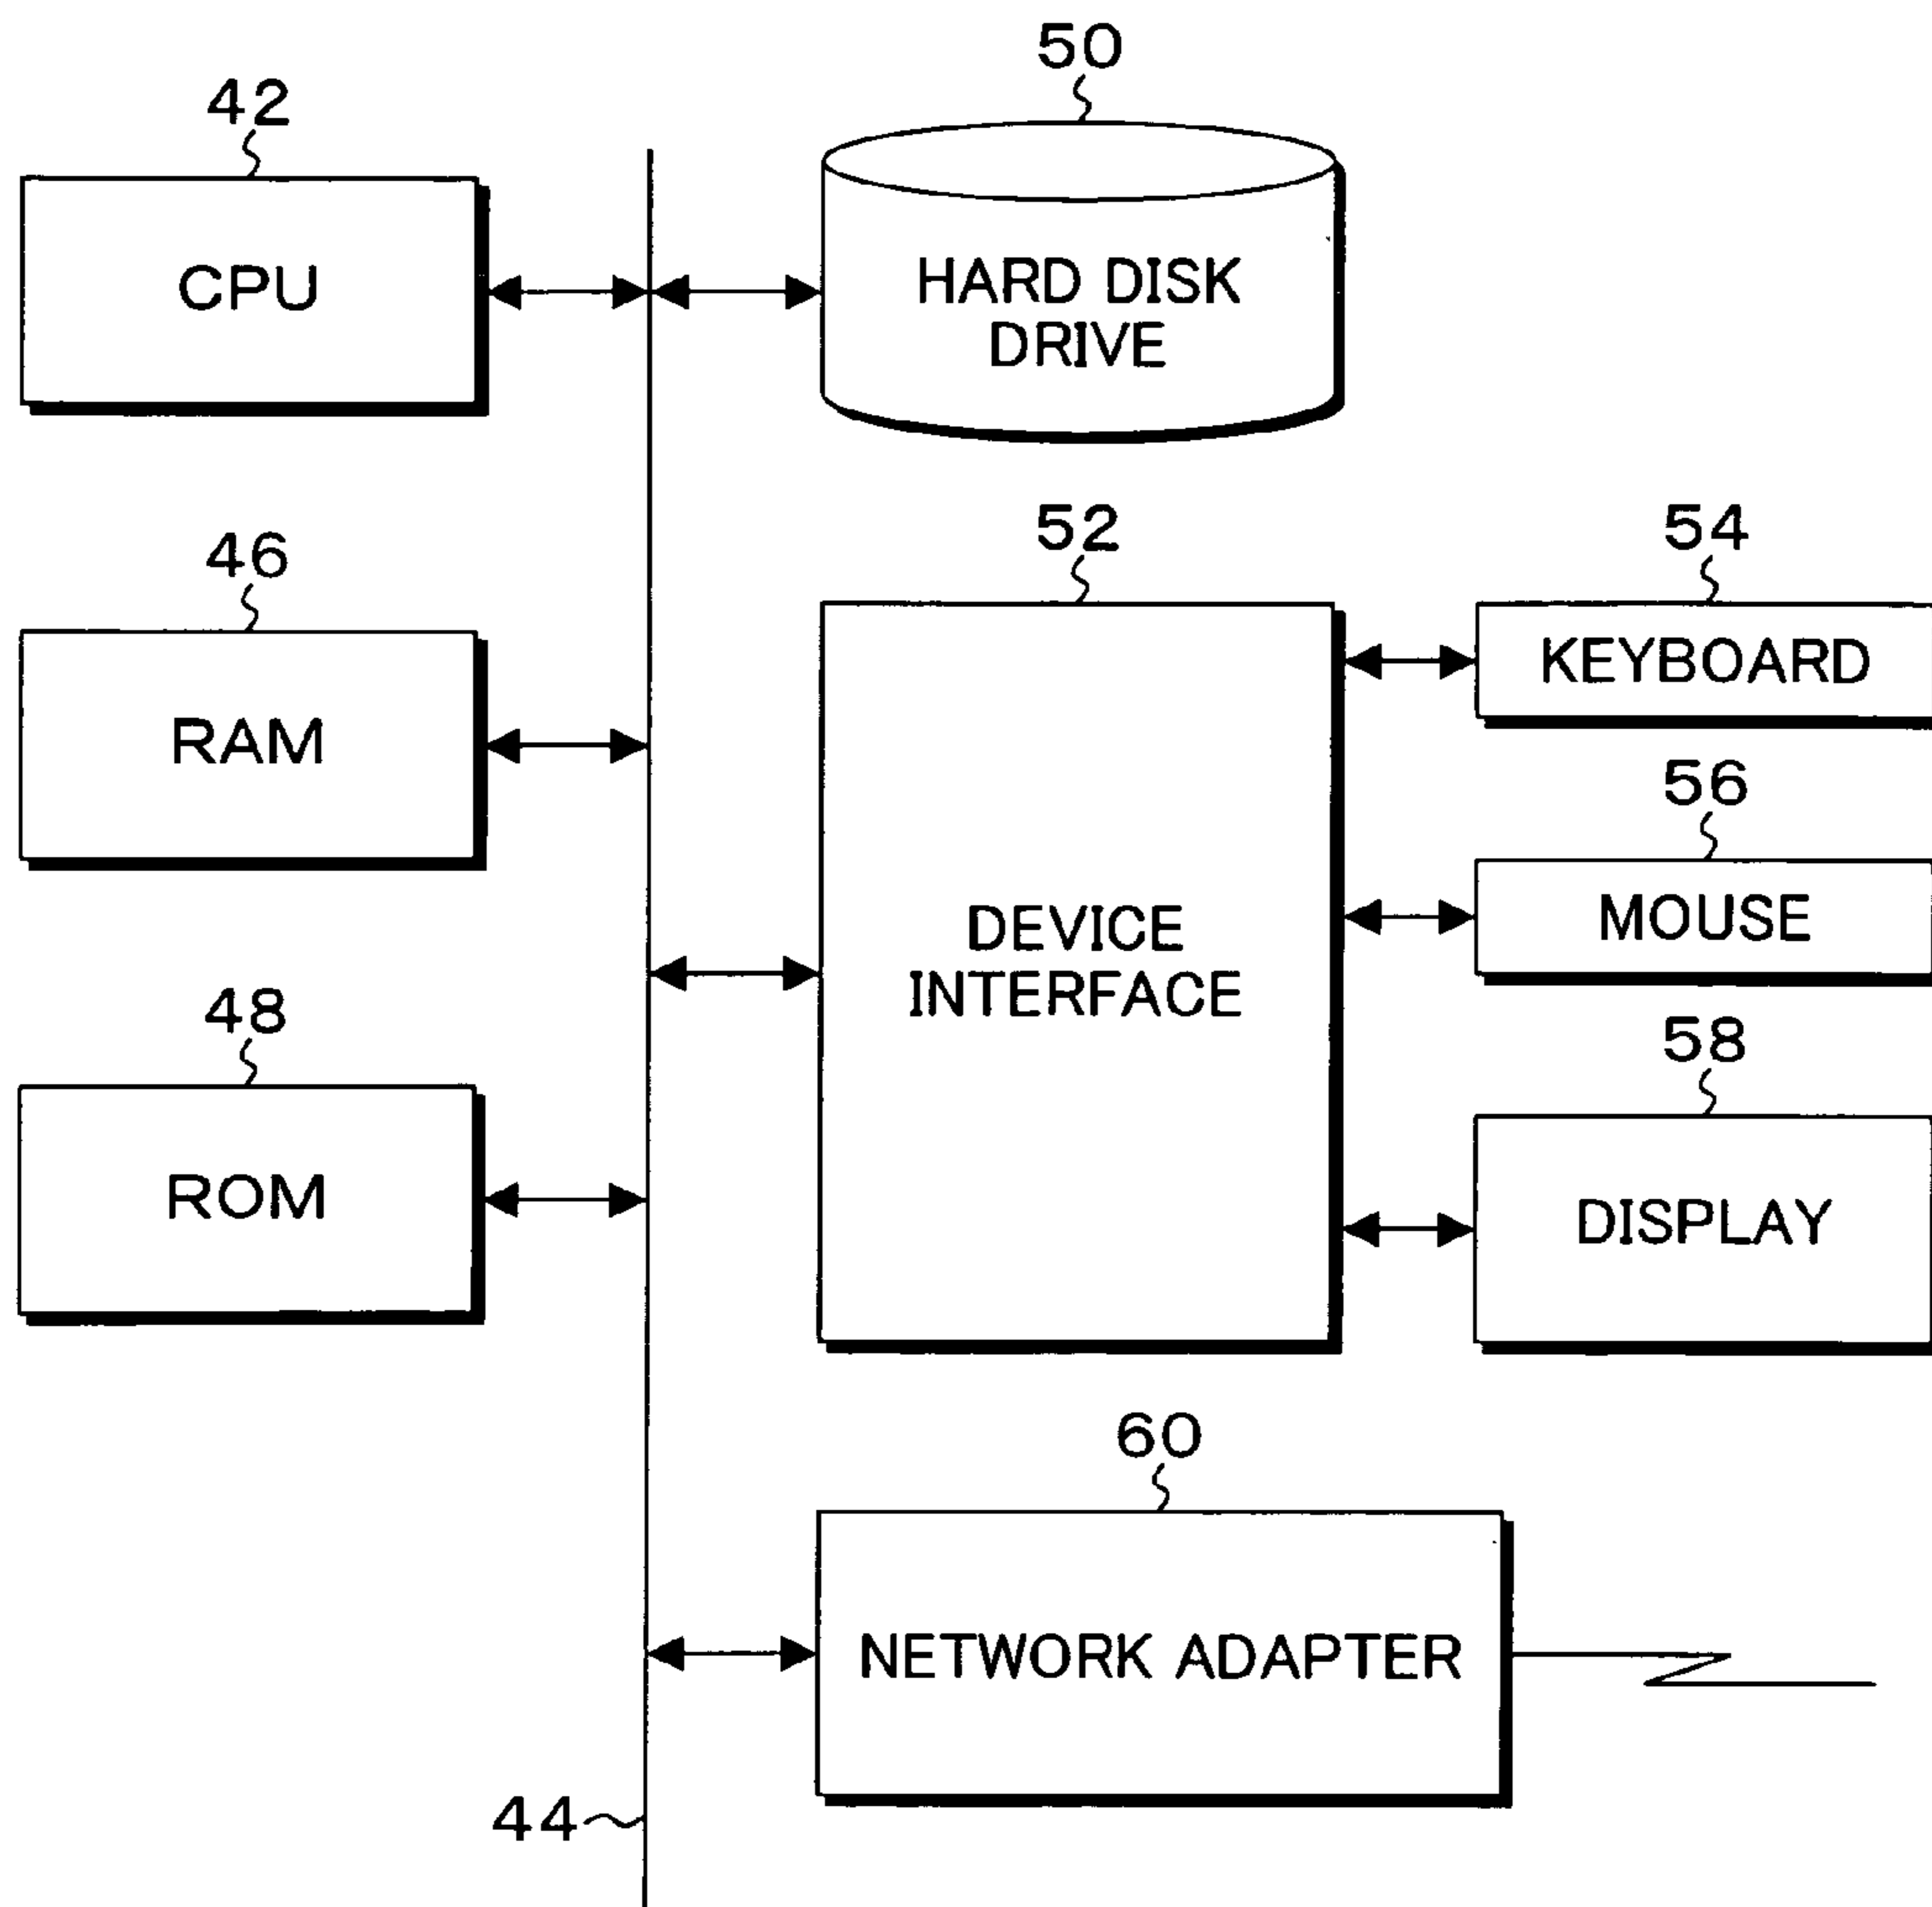 50
42
CPU
HARD DISK
DRIVE
52
54
46
KEYBOARD
RAM
56
MOUSE
DEVICE
INTERFACE
48
58
ROM
DISPLAY
60
NETWORK ADAPTER
44